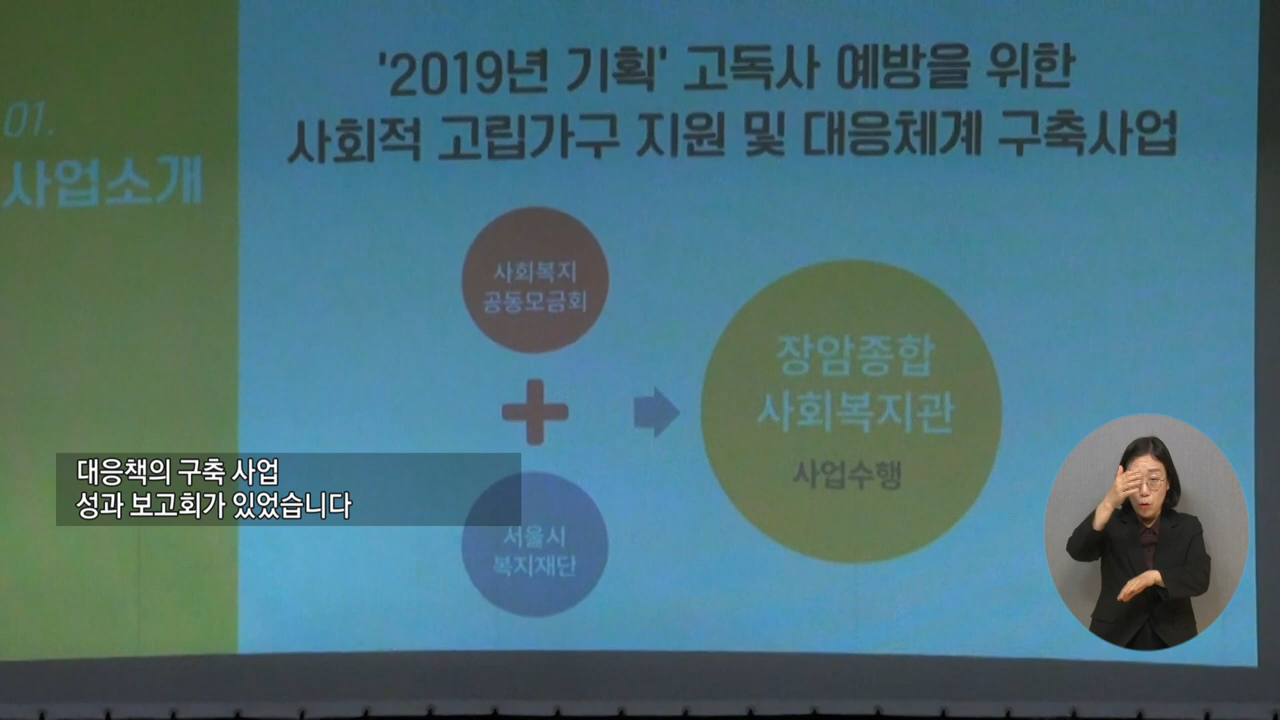 01.
사업소개
'2019년 기획' 고독사 예방을 위한
사회적 고립가구 지원 및 대응체계 구축사업
사회복지
공동모금회
장암종합
사회복지관
사업수행
서울시
복지재단
대응책의 구축 사업
성과 보고회가 있었습니다